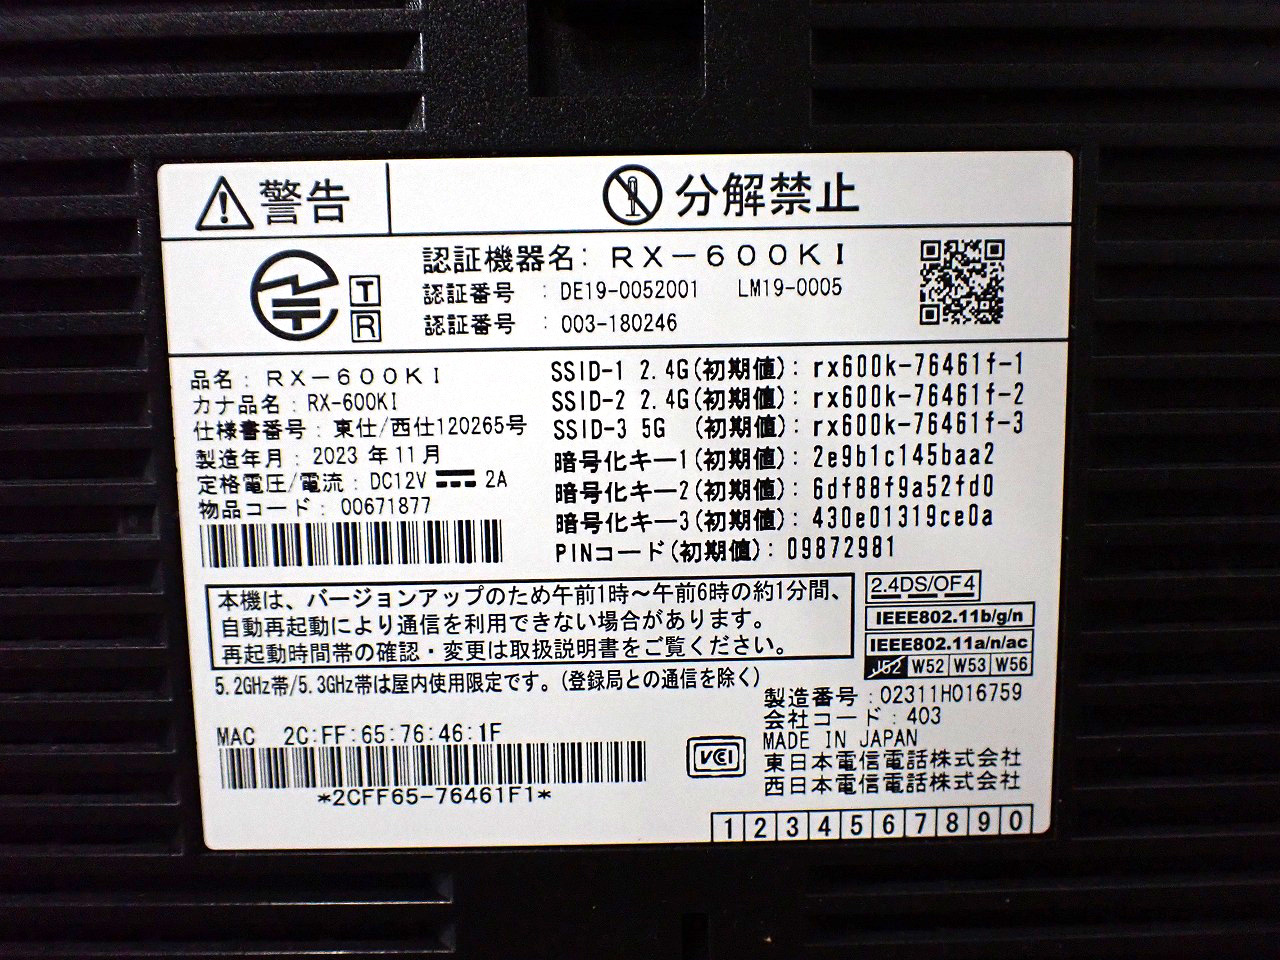 警告
分解禁止
認証機器名: RX-600KI
認証番号 : DE19-0052001 LM19-0005
認証番号 : 003-180246
T
R
品名: RX-600KI
カナ品名: RX-600KI
仕様書番号: 東仕/西仕120265号
製造年月: 2023 年 11 月
定格電圧/電流: DC12V 2A
物品コード: 00671877
SSID-1 2.4G(初期値): rx600k-76461f-1
SSID-2 2.4G(初期値): rx600k-76461f-2
SSID-3 5G (初期値): rx600k-76461f-3
暗号化キー1(初期値): 2e9b1c145baa2
暗号化キー2(初期値): 6df88f9a52fd0
暗号化キー3(初期値): 430e01319ce0a
PINコード(初期値): 09872981
本機は、バージョンアップのため午前1時~午前6時の約1分間、
自動再起動により通信を利用できない場合があります。
再起動時間帯の確認・変更は取扱説明書をご覧ください。
2.4DS/OF4
IEEE802.11b/g/n
IEEE802.11a/n/ac
J52 W52 W53 W56
5.2GHz帯/5.3GHz帯は屋内使用限定です。(登録局との通信を除く)
MAC 2C:FF:65:76:46:1F
*2CFF65-76461F1*
VCI
製造番号: 02311H016759
会社コード: 403
MADE IN JAPAN
東日本電信電話株式会社
西日本電信電話株式会社
1 2 3 4 5 6 7 8 9 0